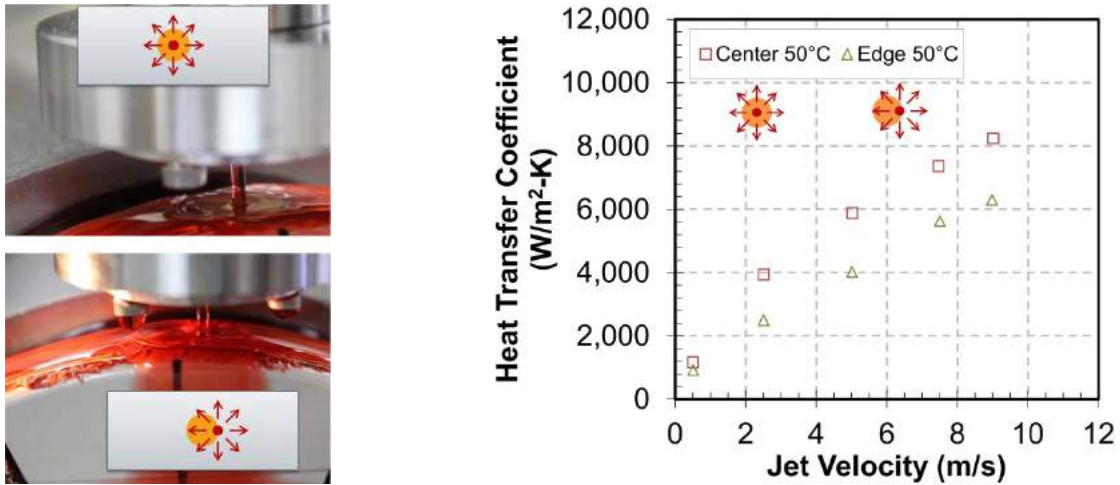 Heat Transfer Coefficient
(W/m²-K)
12,000
10,000
8,000
6,000
4,000
2,000
0
Center 50°C
Edge 50°C
0 2 4 6 8 10 12
Jet Velocity (m/s)